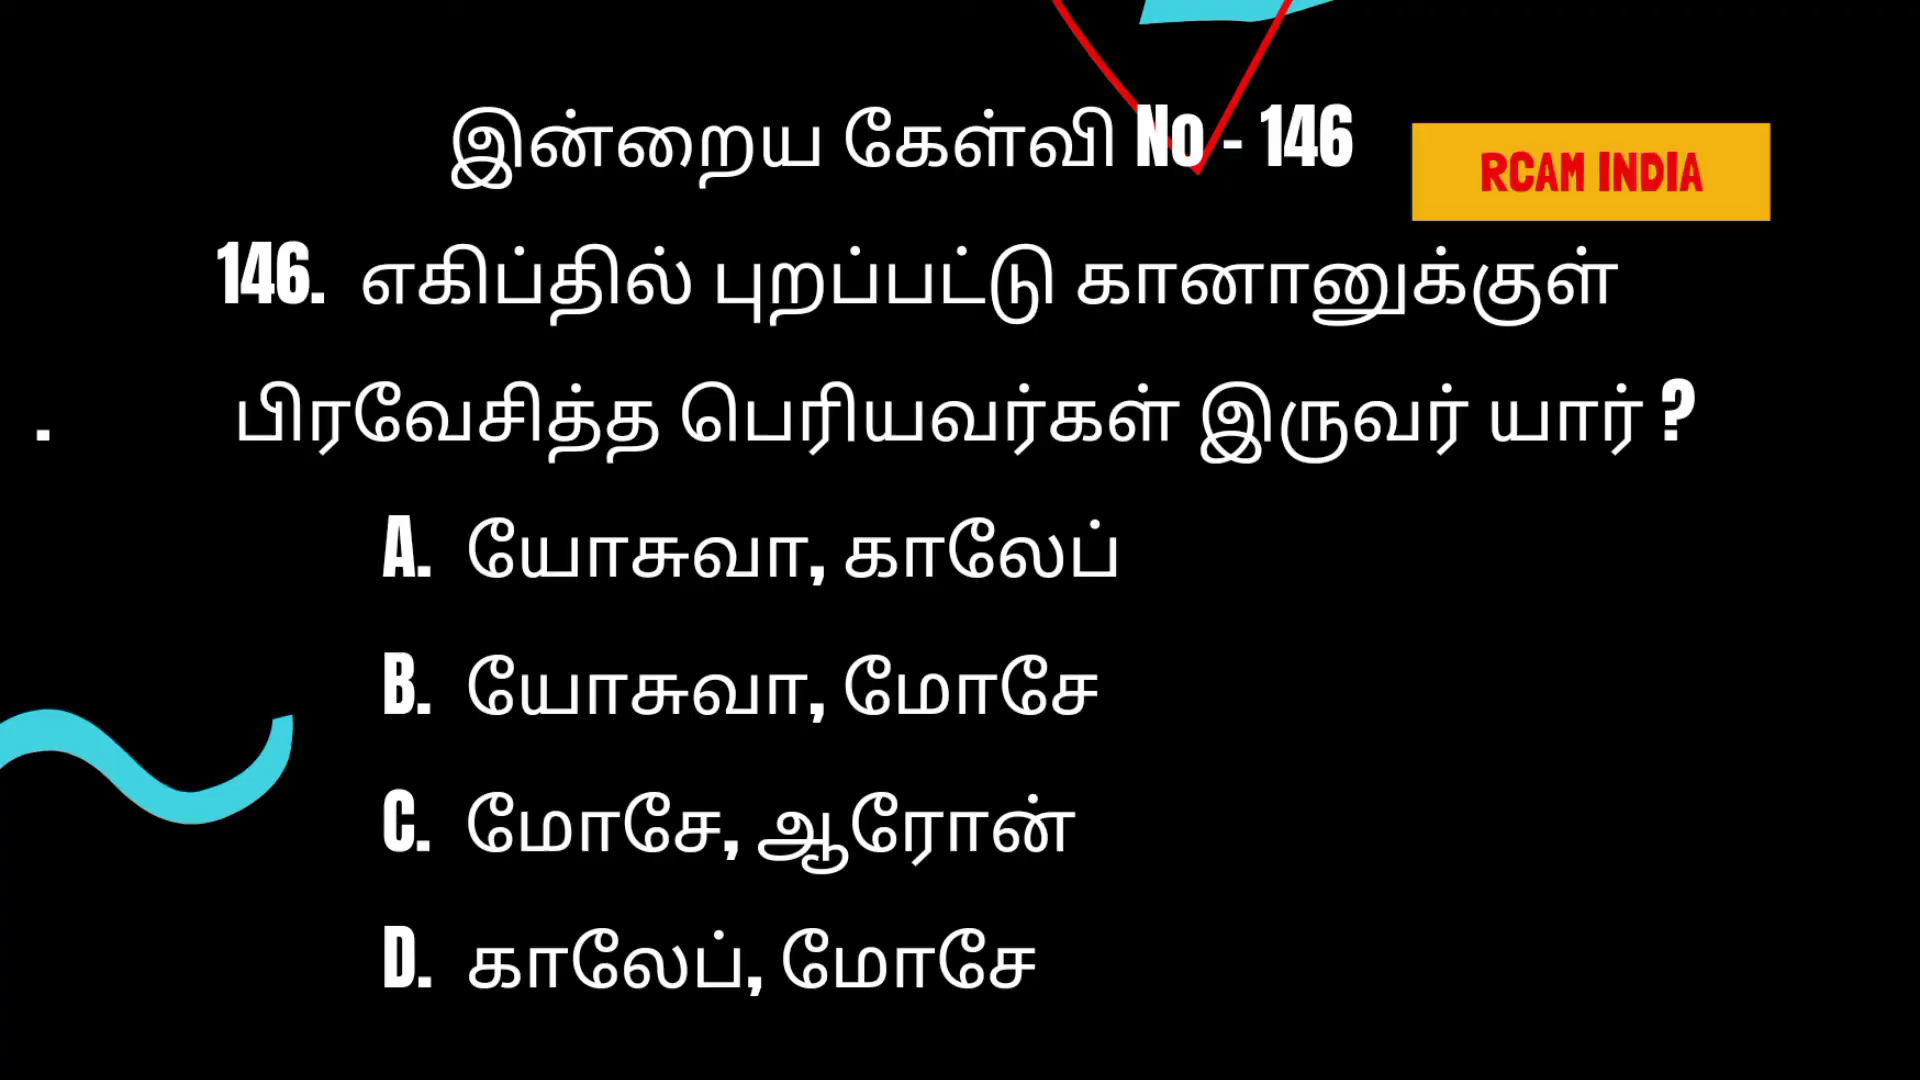 இன்றைய கேள்வி No - 146
RCAM INDIA
146. எகிப்தில் புறப்பட்டு கானானுக்குள்
. பிரவேசித்த பெரியவர்கள் இருவர் யார் ?
A. யோசுவா, காலேப்
B. யோசுவா, மோசே
C. மோசே, ஆரோன்
D. காலேப், மோசே